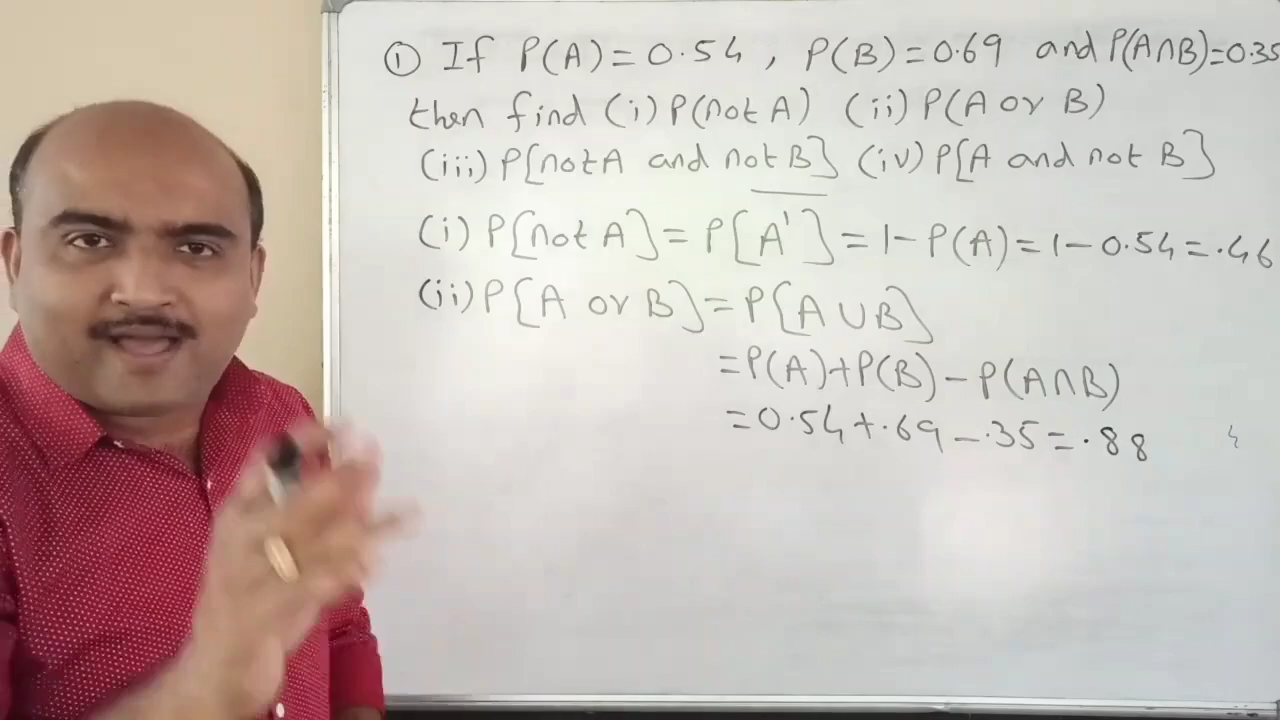 ① If P(A)=0.54, P(B)=0.69 and P(A∩B)=0.35
then find (i) P(not A) (ii) P(A or B)
(iii) P[not A and not B] (iv) P[A and not B]
(i) P[not A] = P[A'] = 1-P(A)=1-0.54=.46
(ii) P[A or B]=P[A∪B]
=P(A)+P(B)-P(A∩B)
=0.54+.69-.35=.88